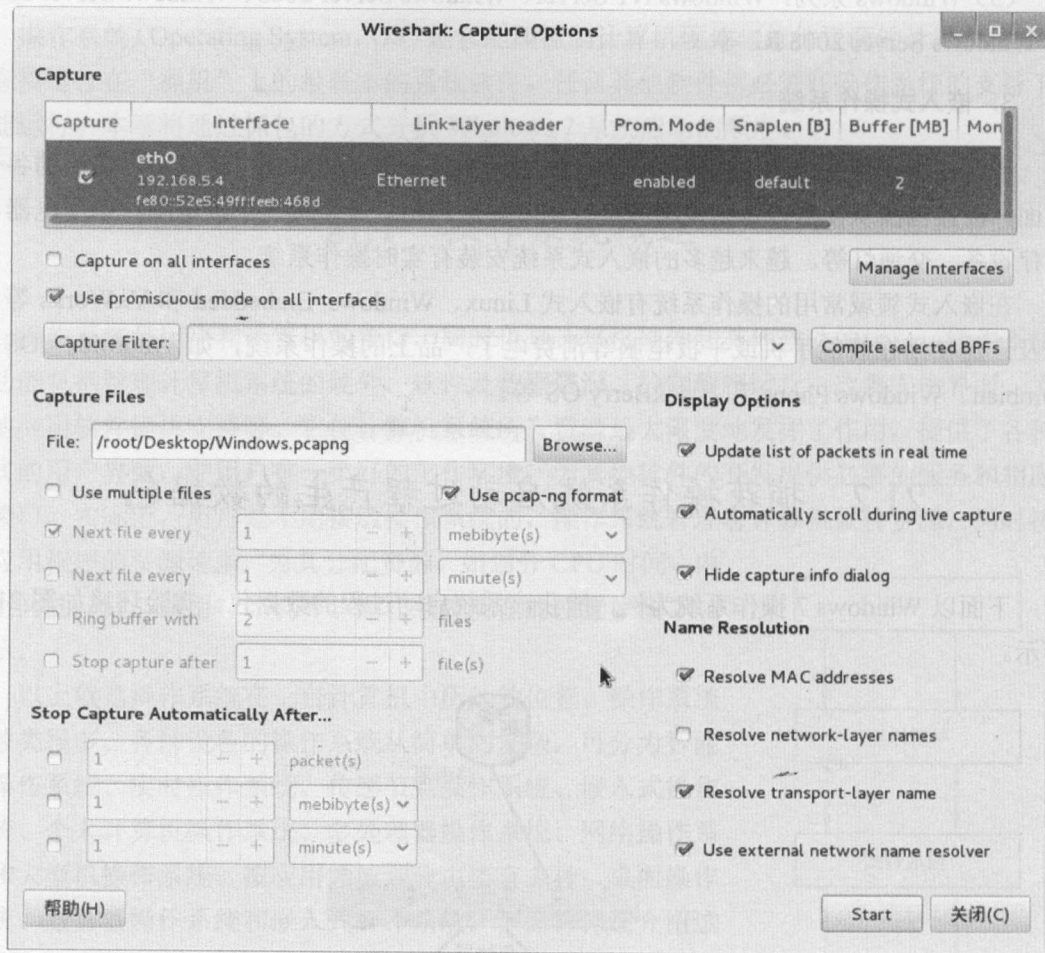 Wireshark: Capture Options
Capture
Capture Interface Link-layer header Prom. Mode Snaplen [B] Buffer [MB] Mon
eth0
192.168.5.4 Ethernet enabled default 2
fe80::52e5:49ff:feeb:468d
Capture on all interfaces
Manage Interfaces
Use promiscuous mode on all interfaces
Capture Filter: Compile selected BPFs
Capture Files
Display Options
File: /root/Desktop/Windows.pcapng Browse...
Update list of packets in real time
Use multiple files Use pcap-ng format
Automatically scroll during live capture
Next file every 1 - + mebibyte(s)
Next file every 1 - + minute(s)
Hide capture info dialog
Ring buffer with 2 - + files
Name Resolution
Stop capture after 1 - + file(s)
Resolve MAC addresses
Stop Capture Automatically After...
Resolve network-layer names
1 - + packet(s)
1 - + mebibyte(s)
Resolve transport-layer name
1 - + minute(s)
Use external network name resolver
帮助(H)
Start 关闭(C)